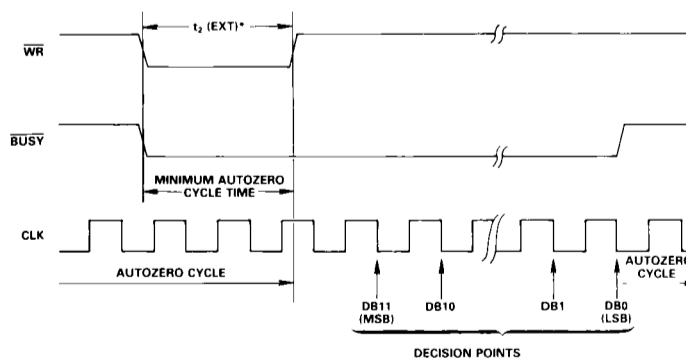 t₂ (EXT)*
WR
BUSY
MINIMUM AUTOZERO
CYCLE TIME
CLK
AUTOZERO CYCLE
AUTOZERO
CYCLE
DB11
(MSB)
DB10
DB1
DB0
(LSB)
DECISION POINTS